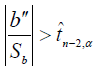 |b″/S_b| > t̂_{n−2,α}